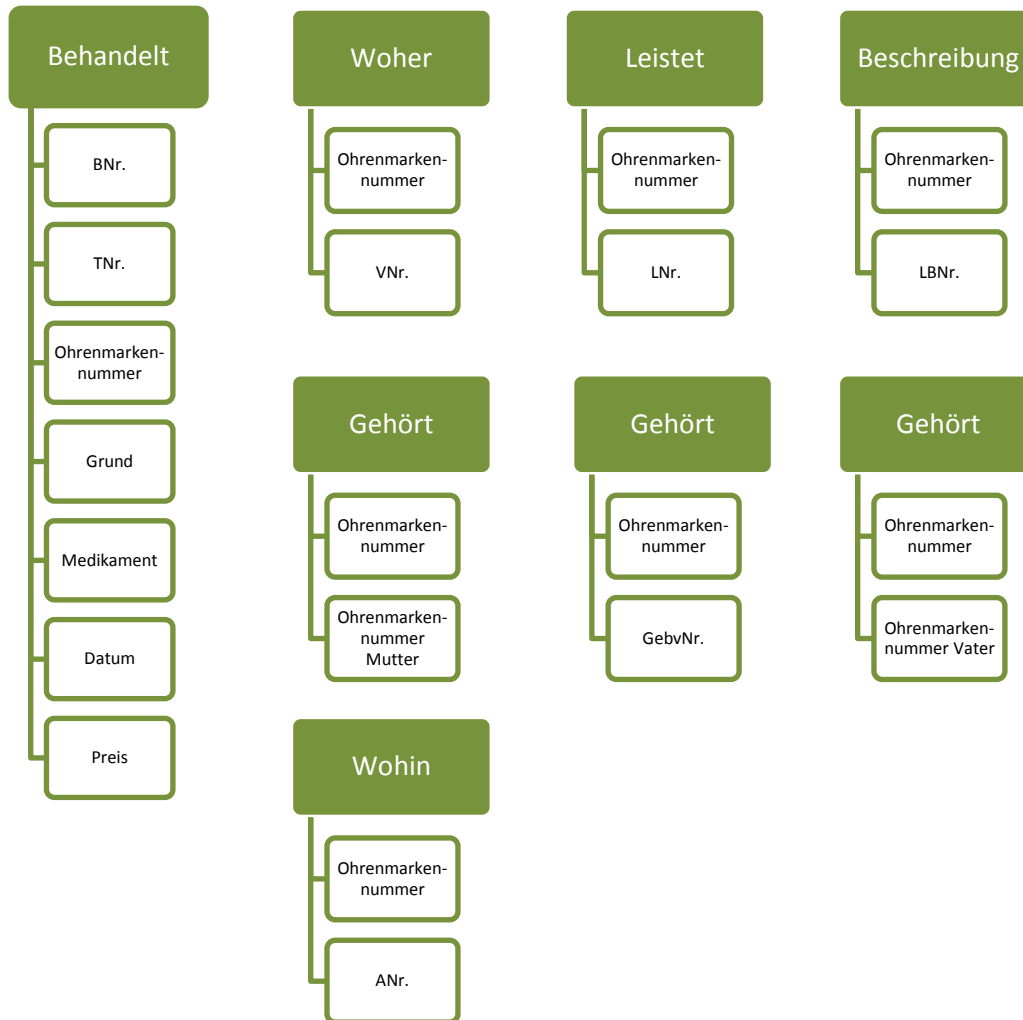 Behandelt
BNr.
TNr.
Ohrenmarken-
nummer
Grund
Medikament
Datum
Preis
Woher
Ohrenmarken-
nummer
VNr.
Leistet
Ohrenmarken-
nummer
LNr.
Beschreibung
Ohrenmarken-
nummer
LBNr.
Gehört
Ohrenmarken-
nummer
Ohrenmarken-
nummer
Mutter
Gehört
Ohrenmarken-
nummer
GebvNr.
Gehört
Ohrenmarken-
nummer
Ohrenmarken-
nummer Vater
Wohin
Ohrenmarken-
nummer
ANr.